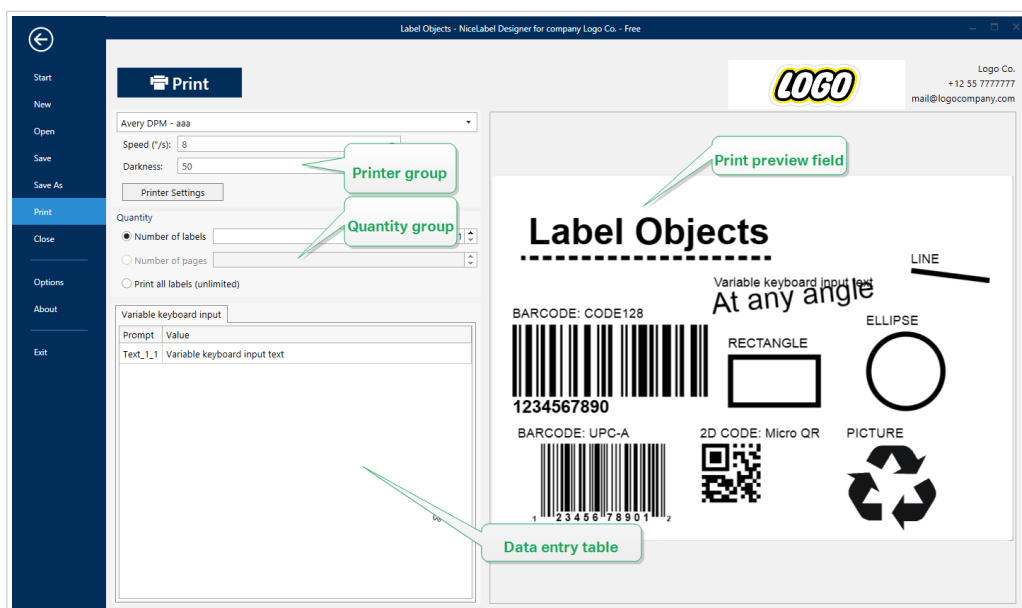 Label Objects - NiceLabel Designer for company Logo Co. - Free
Start
New
Open
Save
Save As
Print
Close
Options
About
Exit
Print
LOGO
Logo Co.
+12 55 7777777
mail@logocompany.com
Avery DPM - aaa
Speed ("/s): 8
Darkness: 50
Printer Settings
Printer group
Quantity
Number of labels 1
Number of pages
Print all labels (unlimited)
Quantity group
Variable keyboard input
Prompt Value
Text_1_1 Variable keyboard input text
Data entry table
Print preview field
Label Objects
LINE
Variable keyboard input text
At any angle
BARCODE: CODE128
1234567890
RECTANGLE
ELLIPSE
BARCODE: UPC-A
1 23456 78901 2
2D CODE: Micro QR
PICTURE